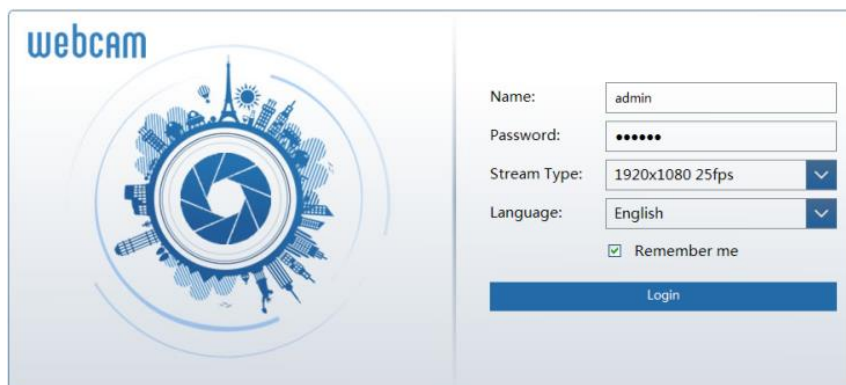 webcam
Name:
admin
Password:
••••••
Stream Type:
1920x1080 25fps
Language:
English
Remember me
Login